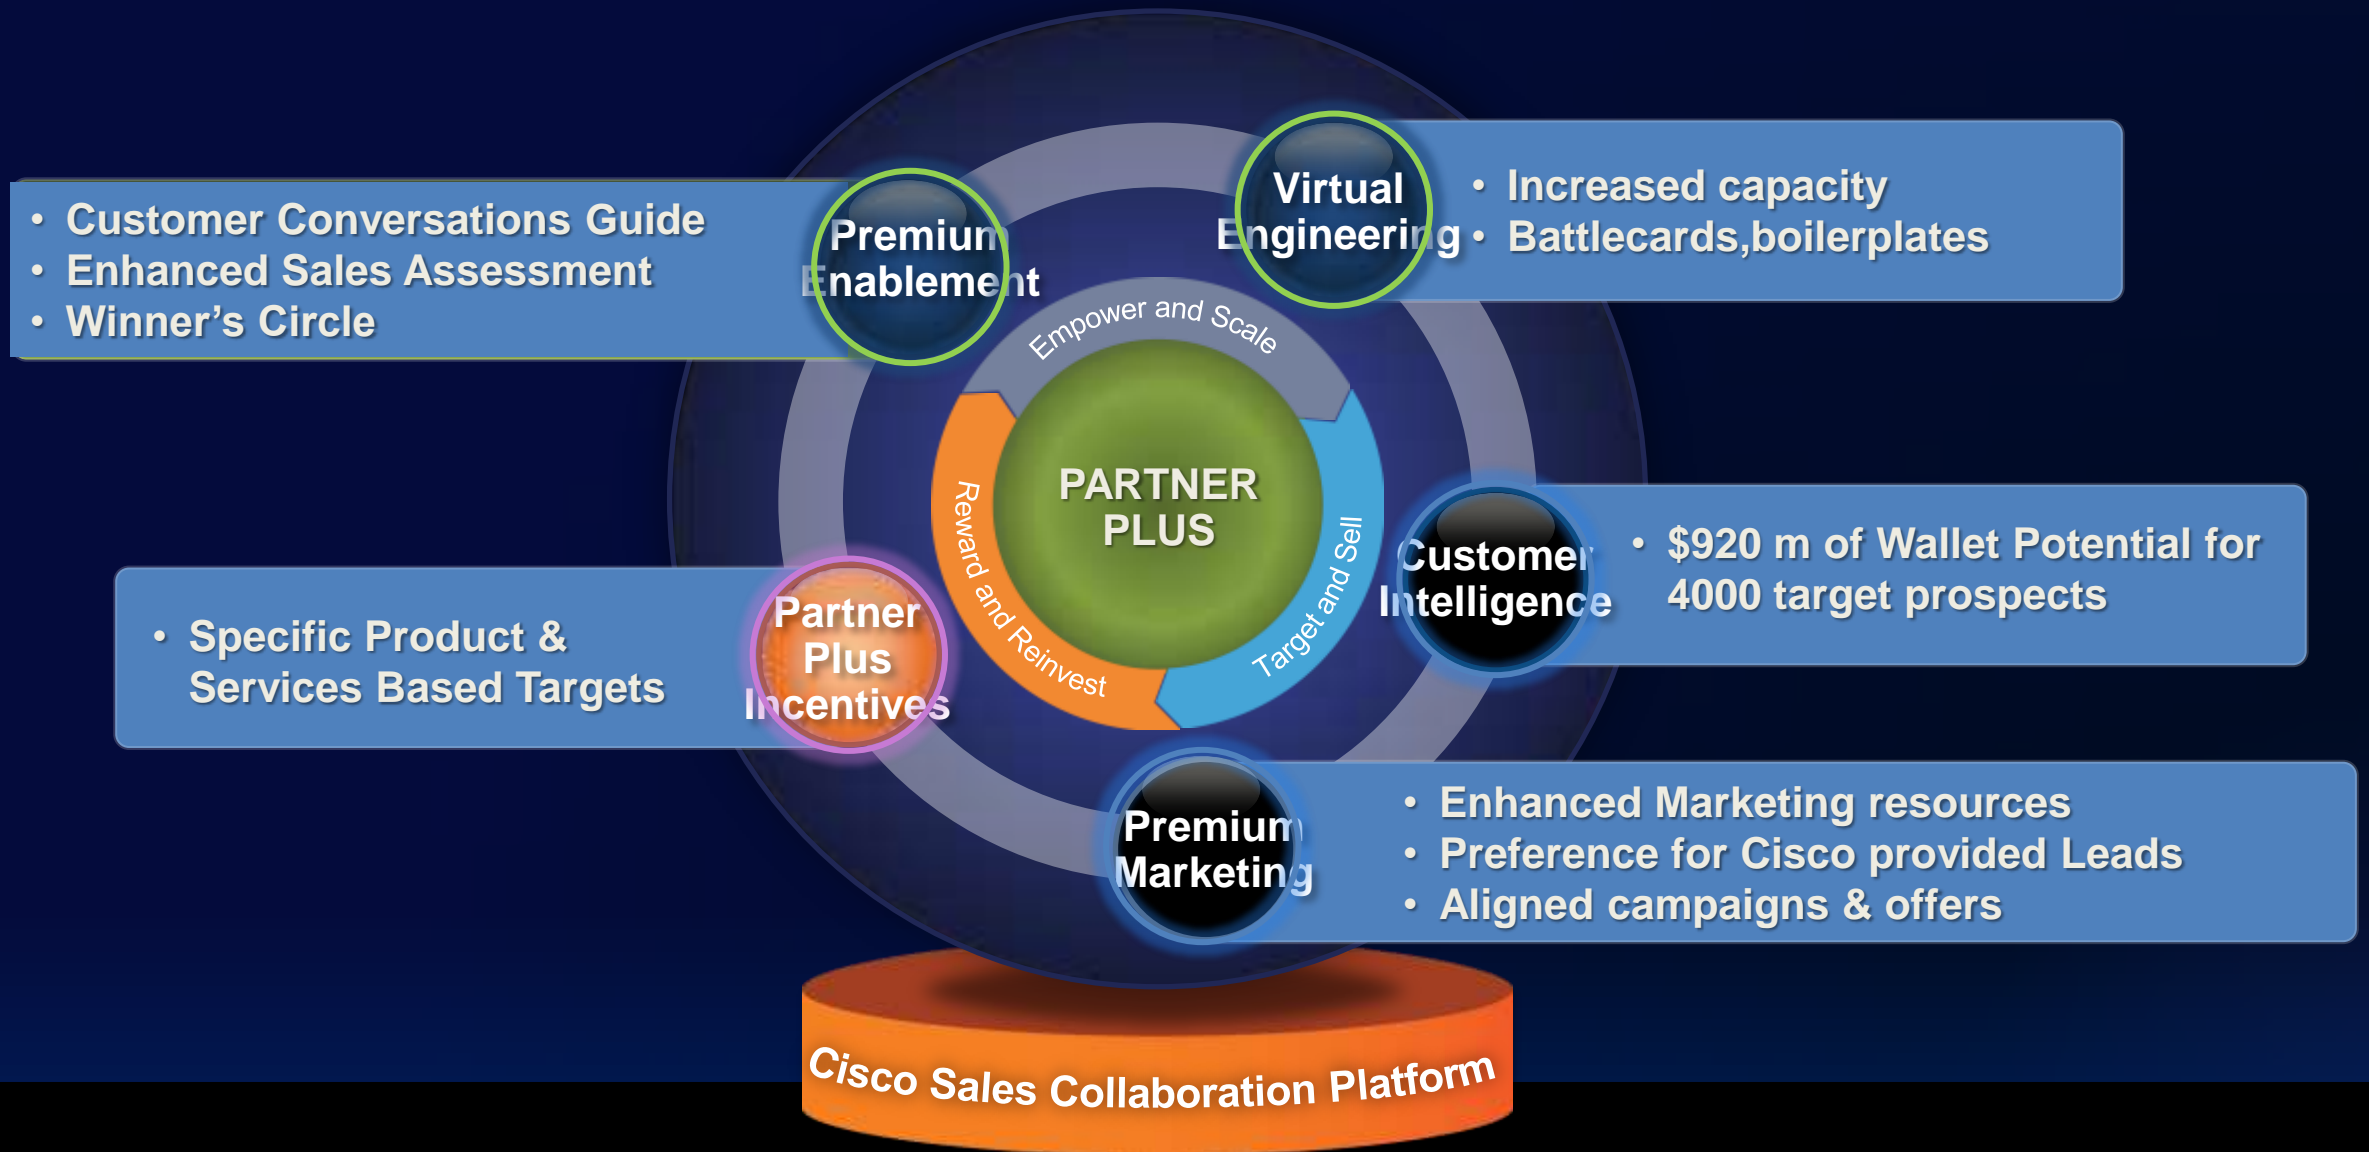 Customer Conversations Guide
Enhanced Sales Assessment
Winner's Circle
Premium
Enablement
Virtual
Engineering
• Increased capacity
• Battlecards,boilerplates
Empower and Scale
PARTNER
PLUS
Reward and Reinvest
Target and Sell
Customer
Intelligence
• $920 m of Wallet Potential for
4000 target prospects
• Specific Product &
Services Based Targets
Partner
Plus
Incentives
Premium
Marketing
• Enhanced Marketing resources
• Preference for Cisco provided Leads
• Aligned campaigns & offers
Cisco Sales Collaboration Platform